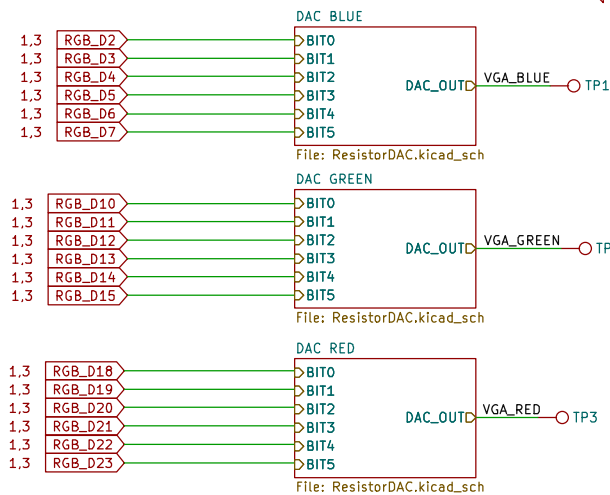 DAC BLUE
1,3 RGB_D2 BIT0
1,3 RGB_D3 BIT1
1,3 RGB_D4 BIT2 DAC_OUT VGA_BLUE TP1
1,3 RGB_D5 BIT3
1,3 RGB_D6 BIT4
1,3 RGB_D7 BIT5
File: ResistorDAC.kicad_sch
DAC GREEN
1,3 RGB_D10 BIT0
1,3 RGB_D11 BIT1
1,3 RGB_D12 BIT2 DAC_OUT VGA_GREEN TP
1,3 RGB_D13 BIT3
1,3 RGB_D14 BIT4
1,3 RGB_D15 BIT5
File: ResistorDAC.kicad_sch
DAC RED
1,3 RGB_D18 BIT0
1,3 RGB_D19 BIT1
1,3 RGB_D20 BIT2 DAC_OUT VGA_RED TP3
1,3 RGB_D21 BIT3
1,3 RGB_D22 BIT4
1,3 RGB_D23 BIT5
File: ResistorDAC.kicad_sch